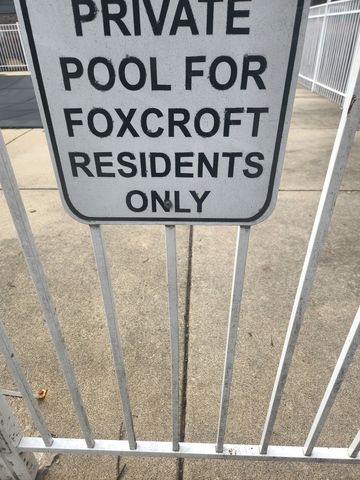 PRIVATE
POOL FOR
FOXCROFT
RESIDENTS
ONLY